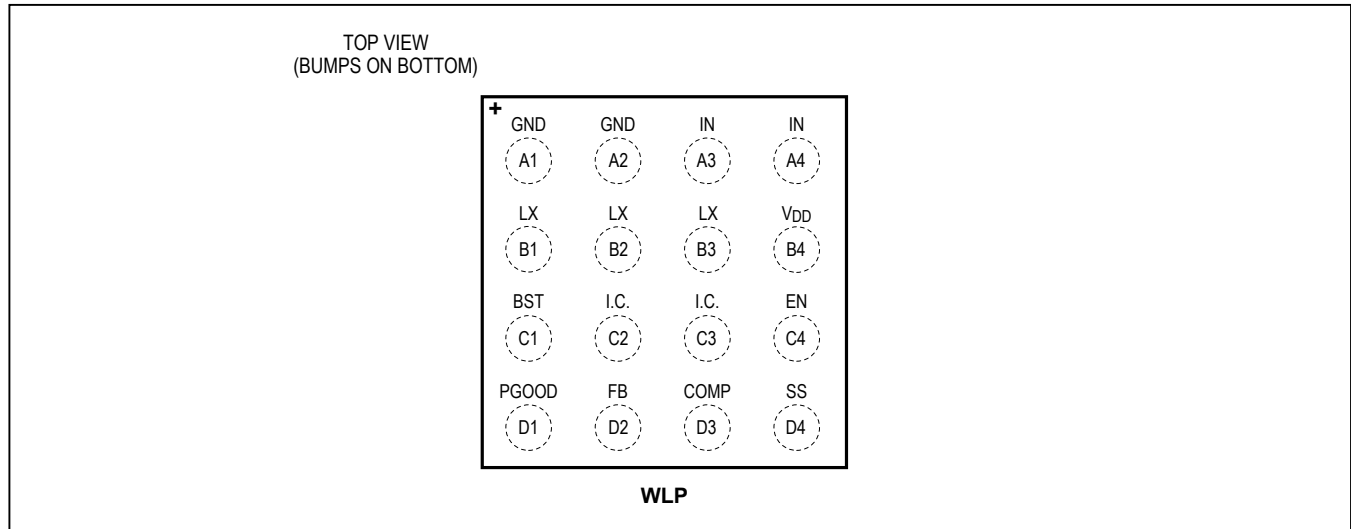 TOP VIEW
(BUMPS ON BOTTOM)
+
GND GND IN IN
A1 A2 A3 A4
LX LX LX VDD
B1 B2 B3 B4
BST I.C. I.C. EN
C1 C2 C3 C4
PGOOD FB COMP SS
D1 D2 D3 D4
WLP